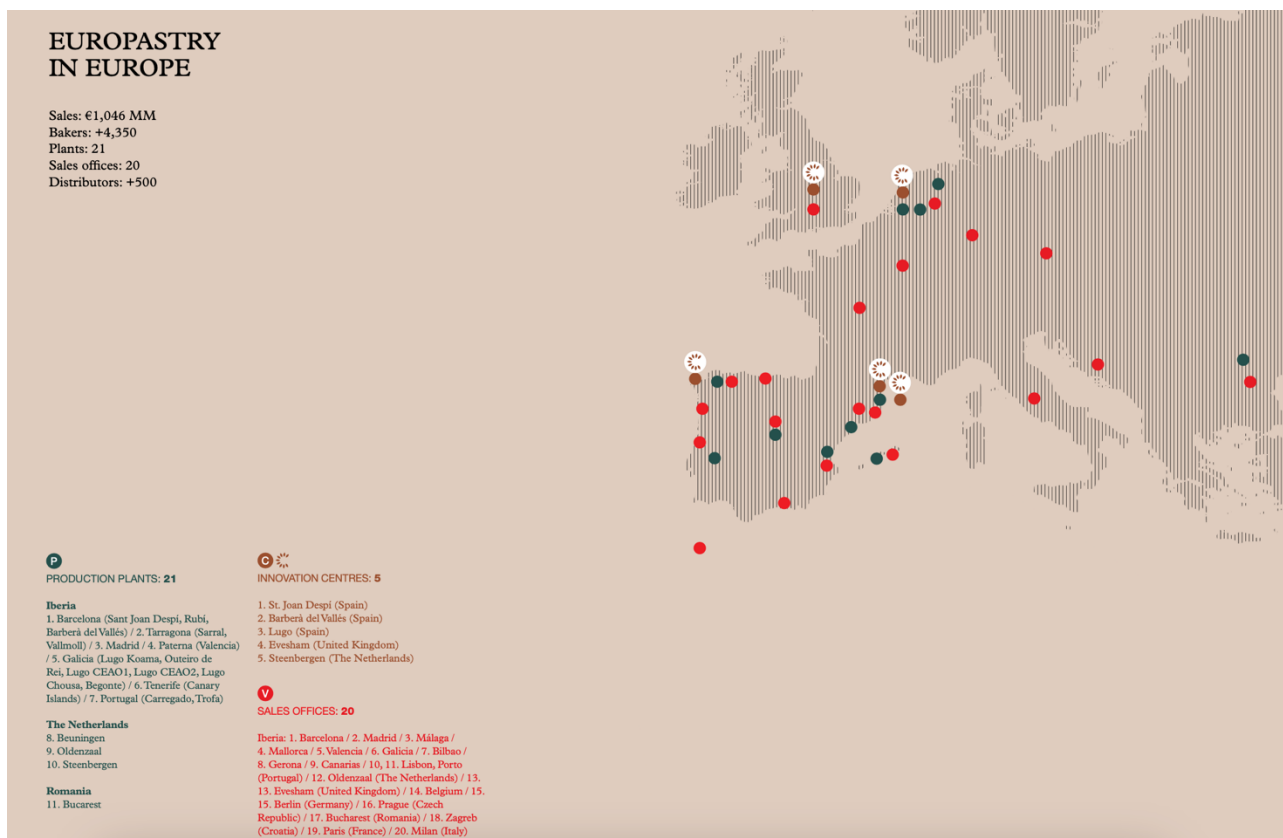 EUROPASTRY
IN EUROPE
Sales: €1,046 MM
Bakers: +4,350
Plants: 21
Sales offices: 20
Distributors: +500
P
PRODUCTION PLANTS: 21
Iberia
1. Barcelona (Sant Joan Despí, Rubí,
Barberà del Vallés) / 2. Tarragona (Sarral,
Vallmoll) / 3. Madrid / 4. Paterna (Valencia)
/ 5. Galicia (Lugo Koama, Outeiro de
Rei, Lugo CEAO1, Lugo CEAO2, Lugo
Chousa, Begonte) / 6. Tenerife (Canary
Islands) / 7. Portugal (Carregado, Trofa)
The Netherlands
8. Beuningen
9. Oldenzaal
10. Steenbergen
Romania
11. Bucarest
C
INNOVATION CENTRES: 5
1. St. Joan Despí (Spain)
2. Barberà del Vallés (Spain)
3. Lugo (Spain)
4. Evesham (United Kingdom)
5. Steenbergen (The Netherlands)
V
SALES OFFICES: 20
Iberia: 1. Barcelona / 2. Madrid / 3. Málaga /
4. Mallorca / 5. Valencia / 6. Galicia / 7. Bilbao /
8. Gerona / 9. Canarias / 10, 11. Lisbon, Porto
(Portugal) / 12. Oldenzaal (The Netherlands) / 13.
13. Evesham (United Kingdom) / 14. Belgium / 15.
15. Berlin (Germany) / 16. Prague (Czech
Republic) / 17. Bucharest (Romania) / 18. Zagreb
(Croatia) / 19. Paris (France) / 20. Milan (Italy)